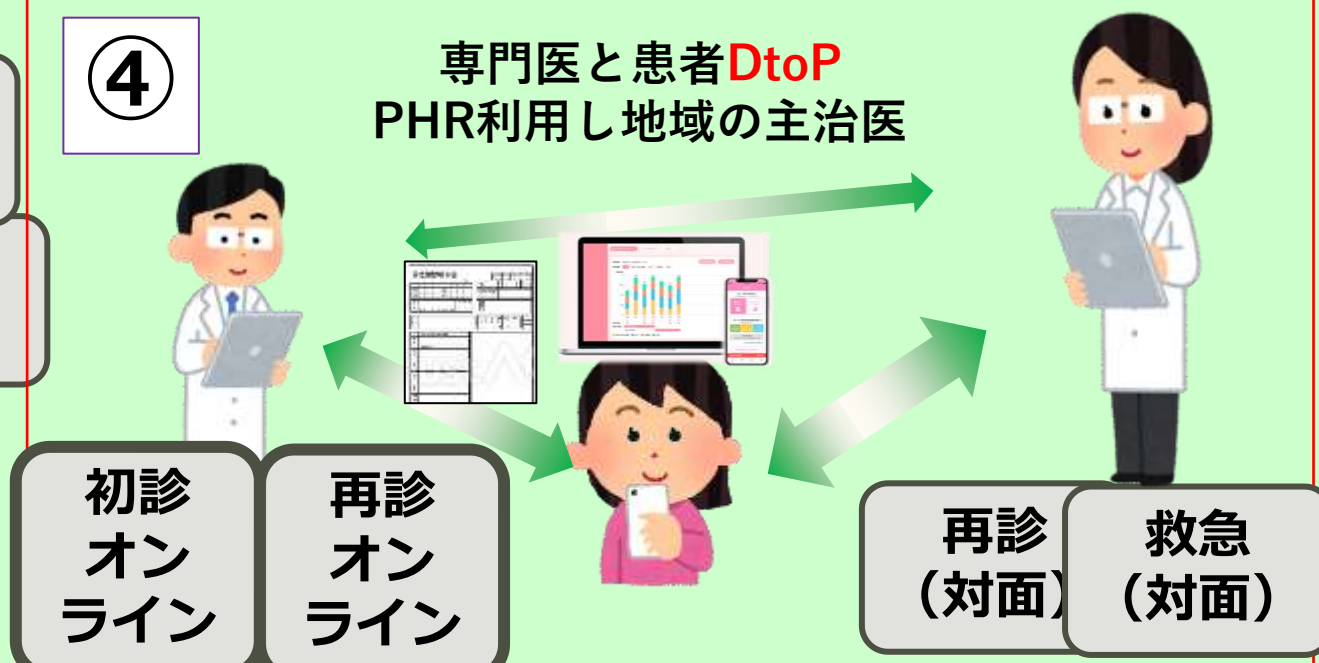 ④
専門医と患者DtoP
PHR利用し地域の主治医
初診
オン
ライン
再診
オン
ライン
再診
(対面)
救急
(対面)